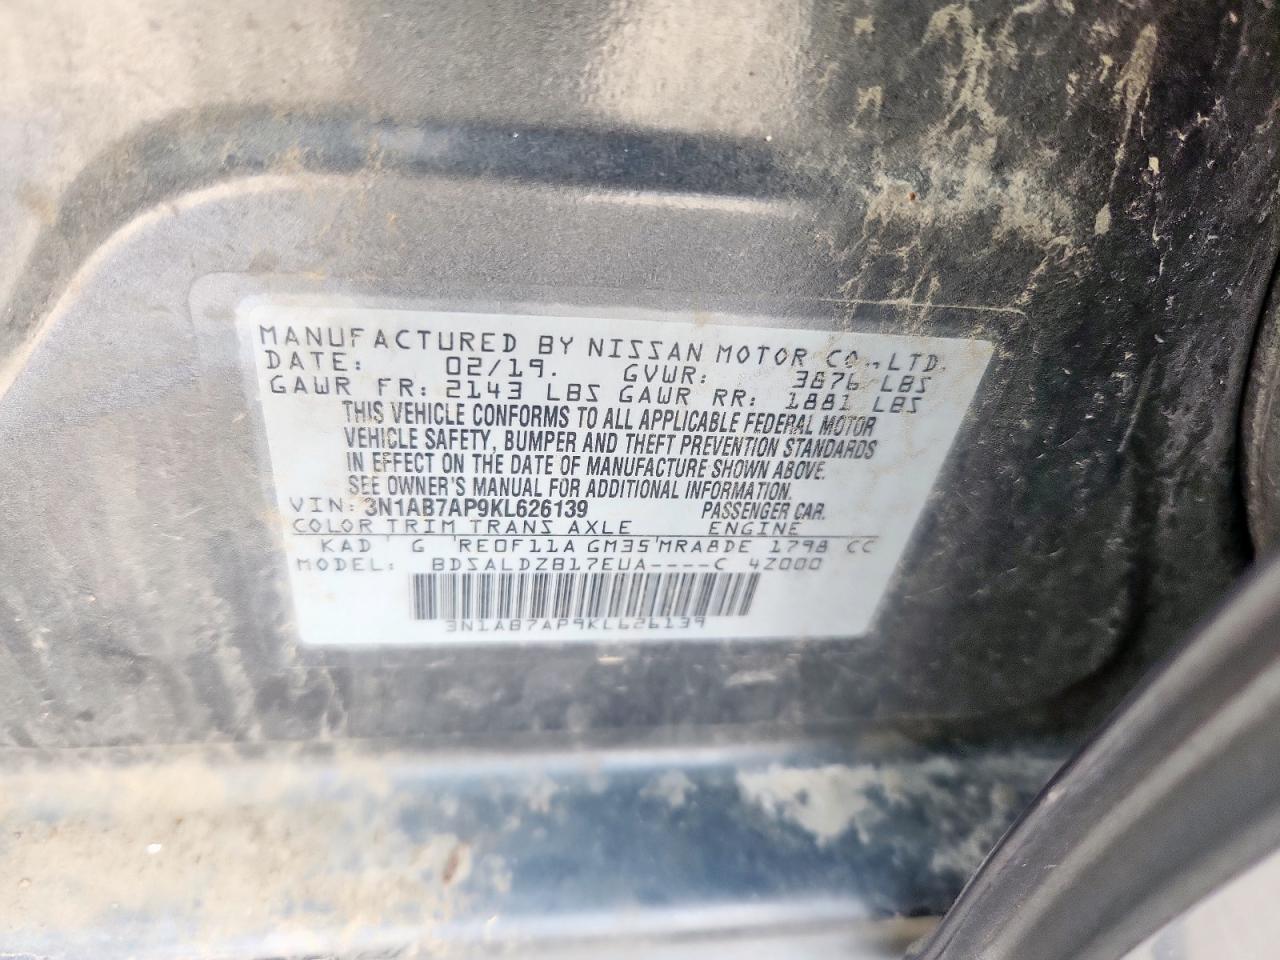 MANUFACTURED BY NISSAN MOTOR CO.,LTD.
DATE: 02/19. GVWR: 3876 LBS
GAWR FR: 2143 LBS GAWR RR: 1881 LBS
THIS VEHICLE CONFORMS TO ALL APPLICABLE FEDERAL MOTOR
VEHICLE SAFETY, BUMPER AND THEFT PREVENTION STANDARDS
IN EFFECT ON THE DATE OF MANUFACTURE SHOWN ABOVE.
SEE OWNER'S MANUAL FOR ADDITIONAL INFORMATION.
VIN: 3N1AB7AP9KL626139 PASSENGER CAR.
COLOR TRIM TRANS AXLE ENGINE
KAD G RE0F11A GM35 MRA8DE 1798 CC
MODEL: BDSALDZB17EUA----C 4Z000
3N1AB7AP9KL626139